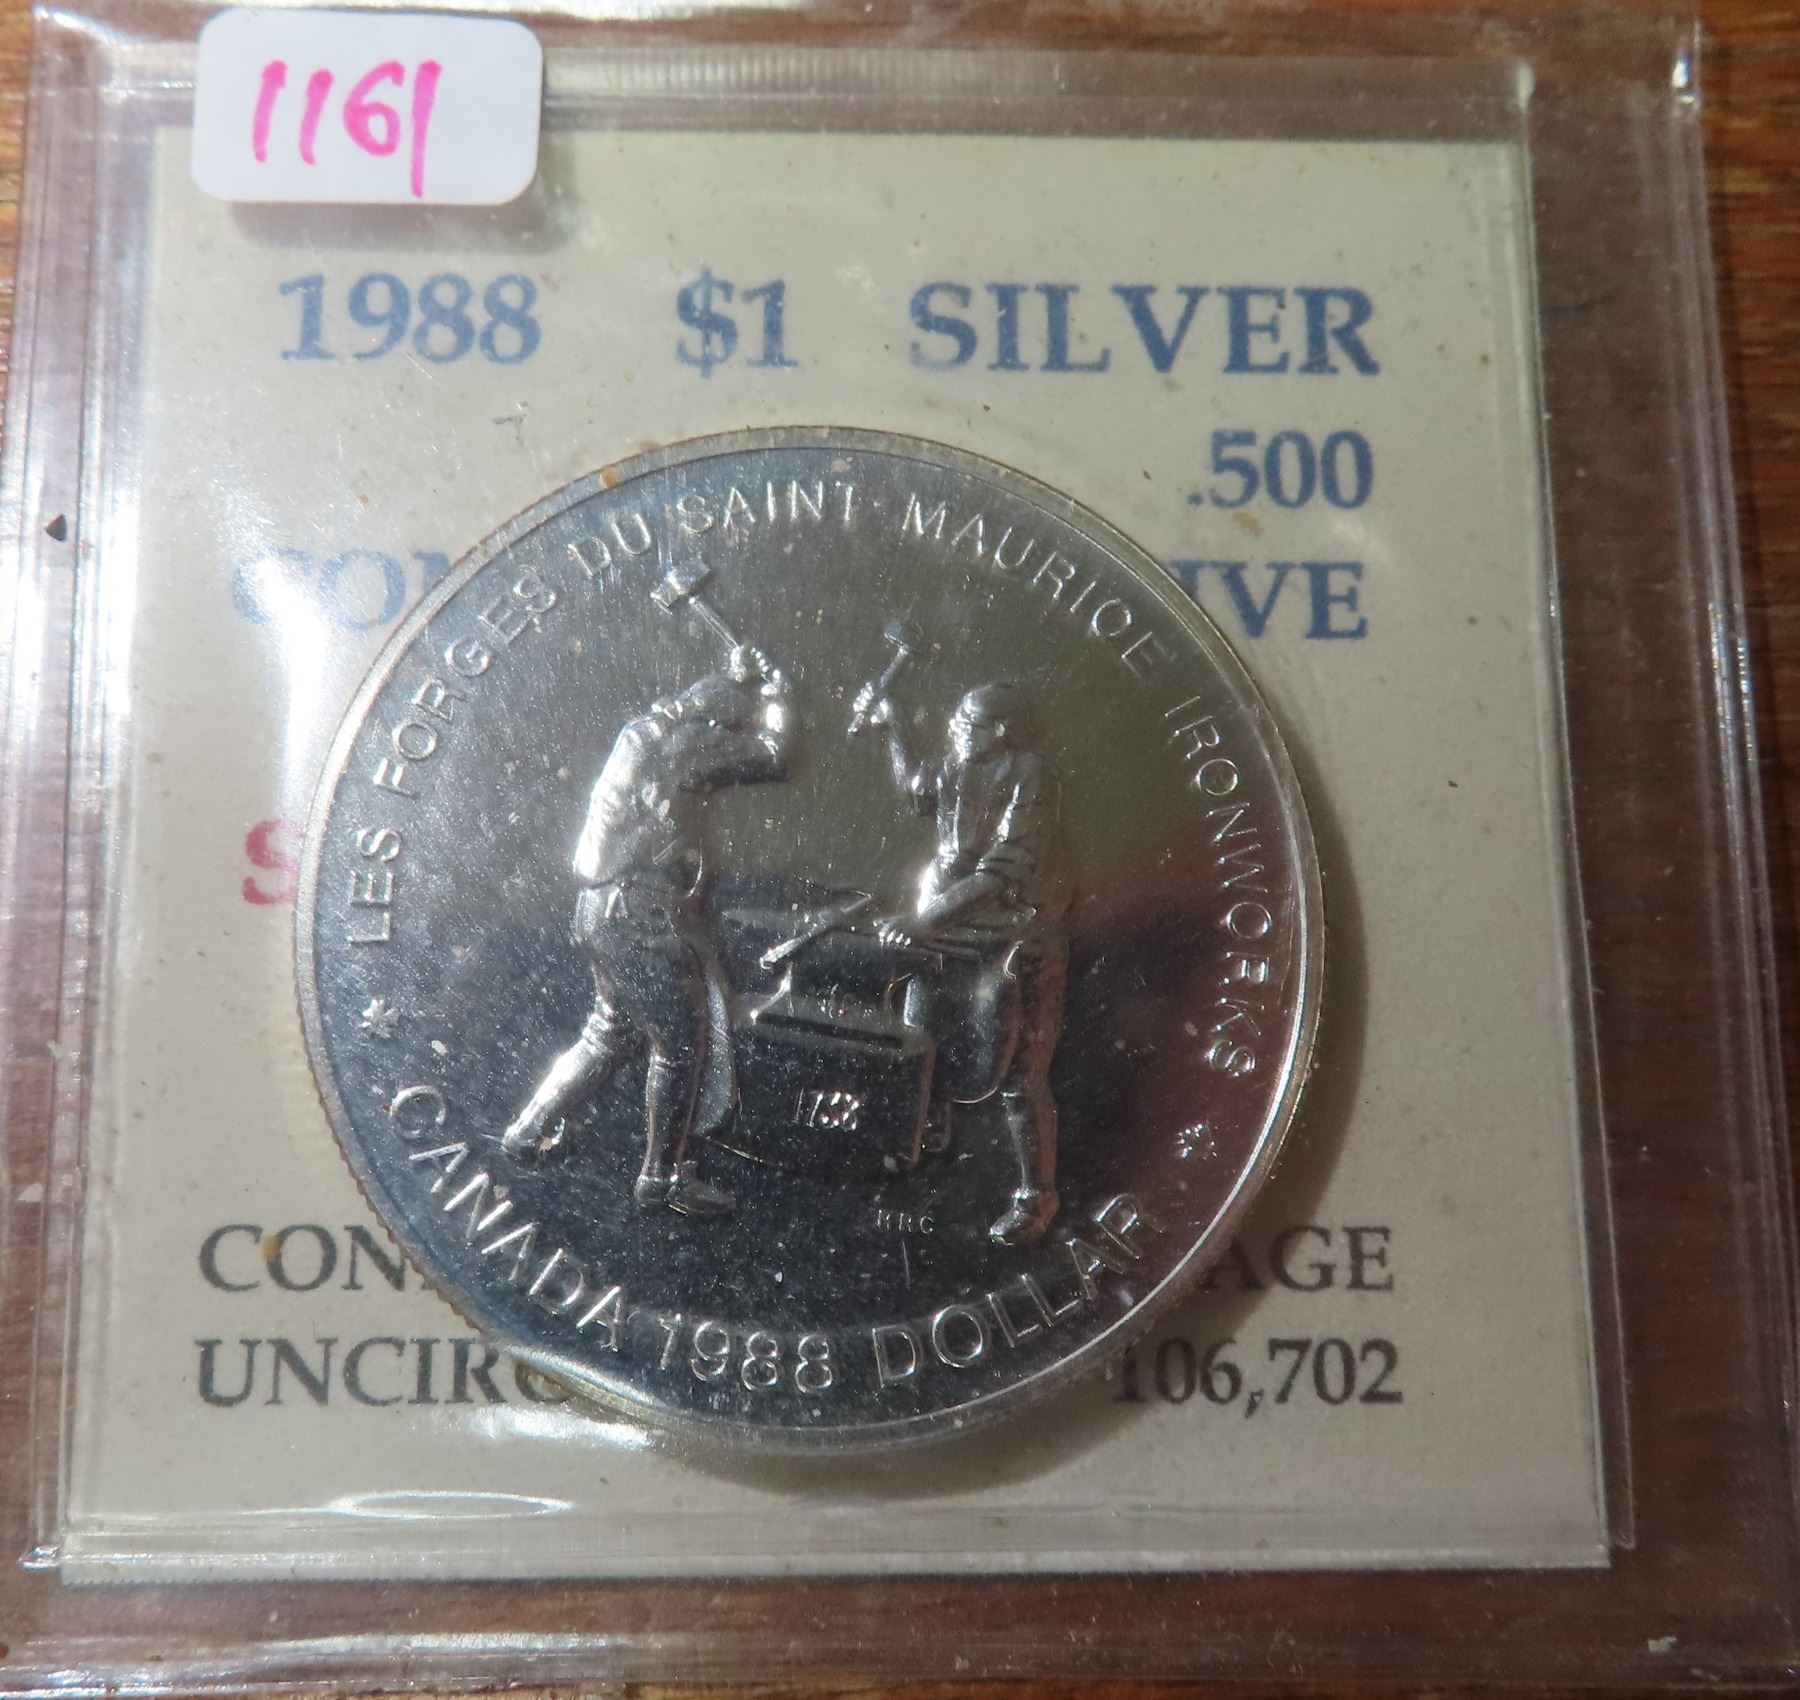 1161
1988 $1 SILVER
.500
LES FORGES DU SAINT-MAURICE IRONWORKS
1738
RRC
* CANADA 1988 DOLLAR *
106,702